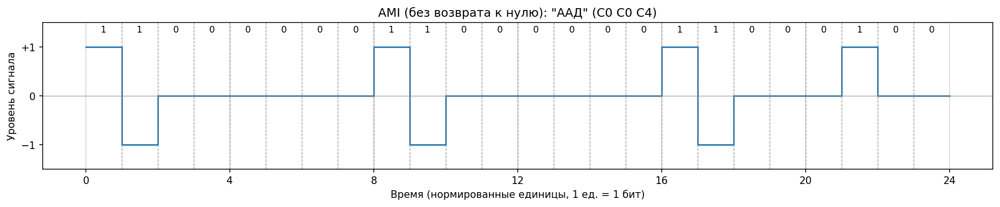 AMI (без возврата к нулю): "ААД" (C0 C0 C4)
1 1 0 0 0 0 0 0 1 1 0 0 0 0 0 0 1 1 0 0 0 1 0 0
+1
0
−1
Уровень сигнала
0 4 8 12 16 20 24
Время (нормированные единицы, 1 ед. = 1 бит)